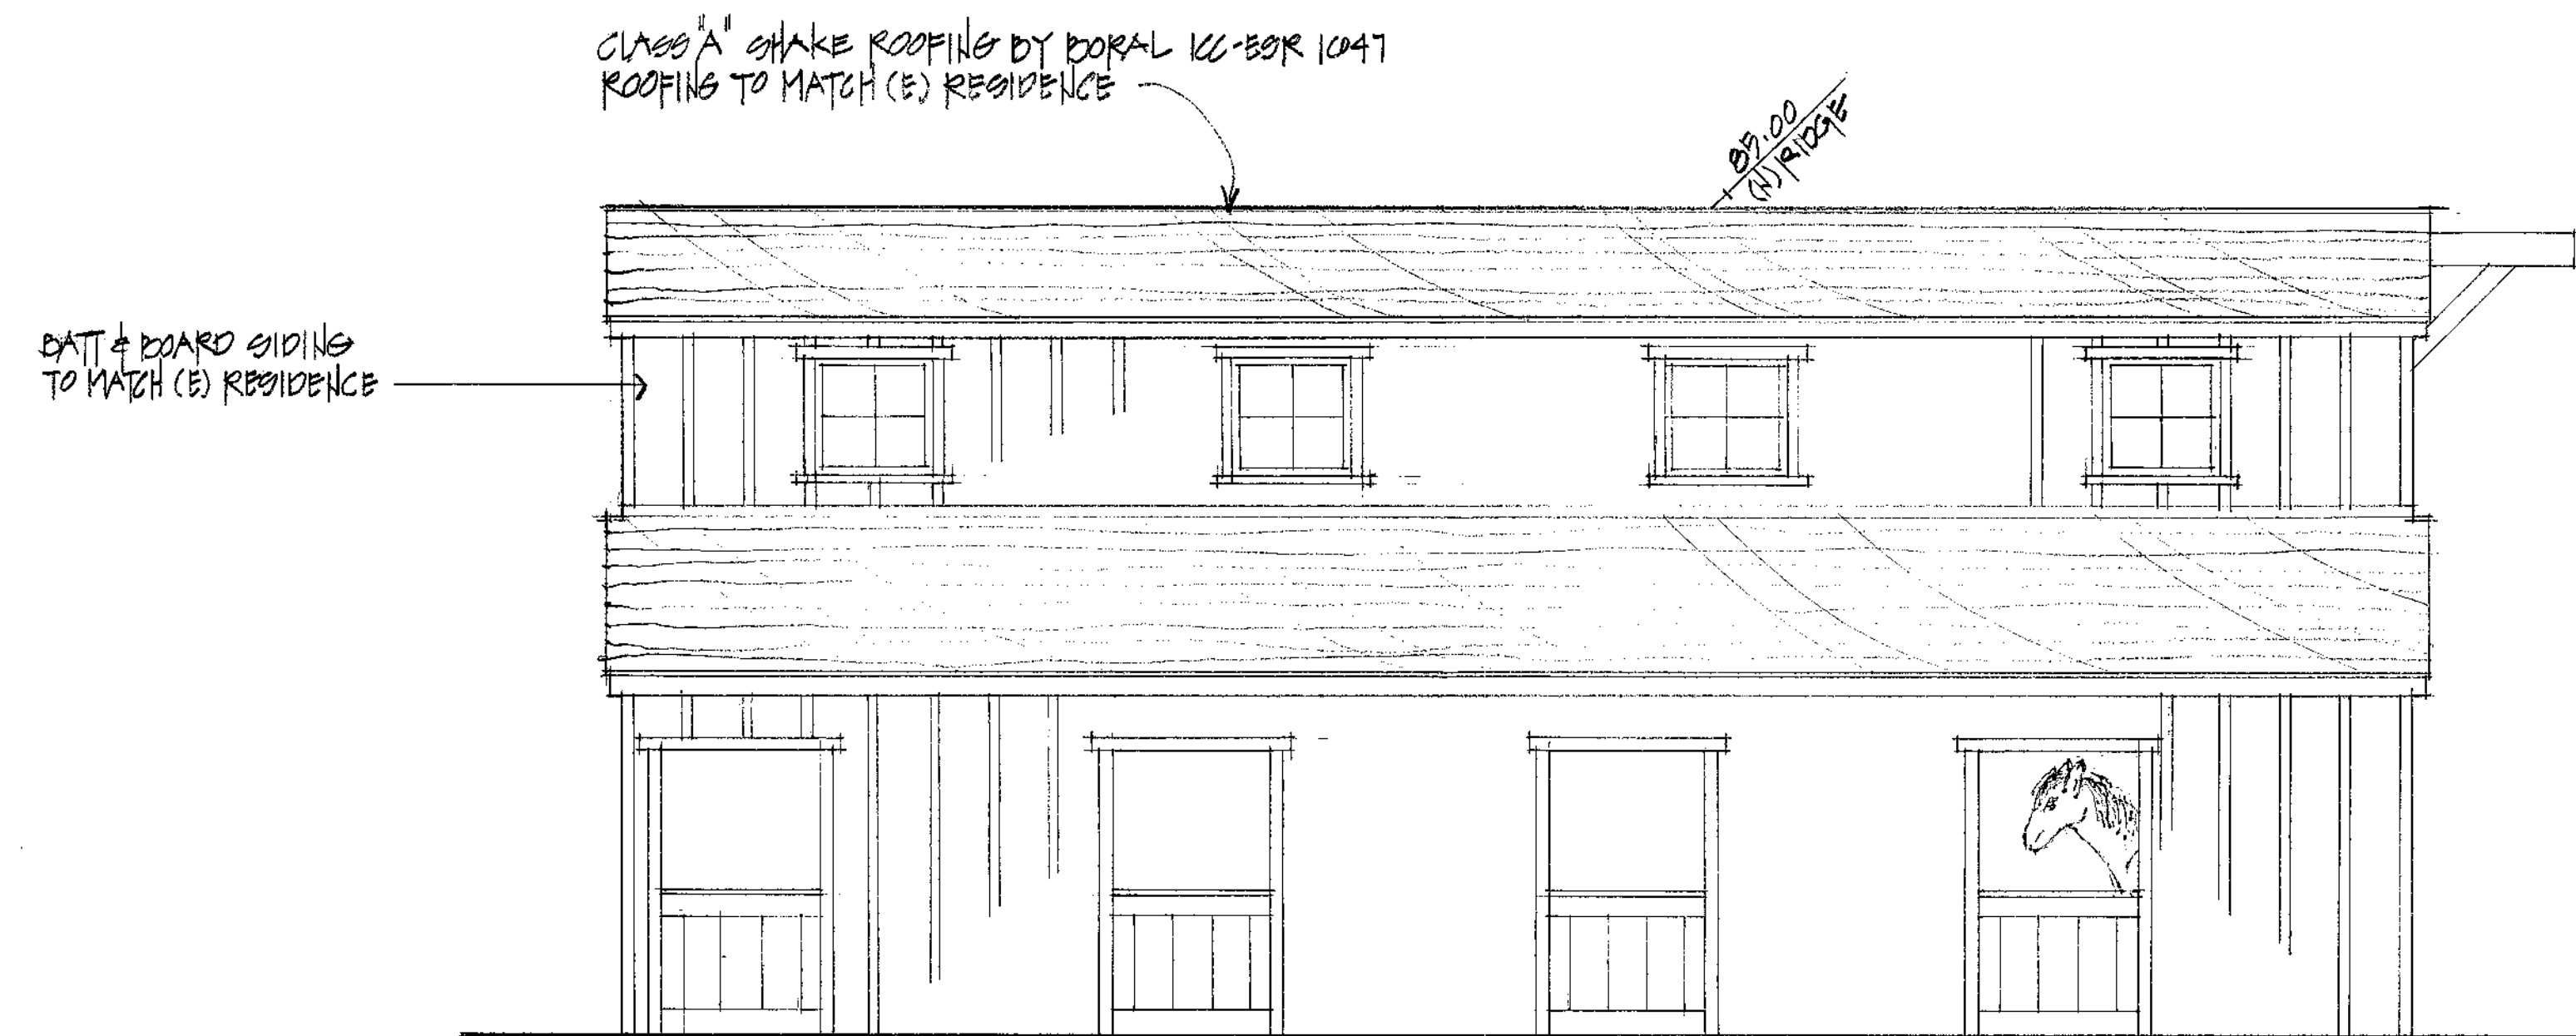 CLASS "A" SHAKE ROOFING BY BORAL ICC-ESR 1647
ROOFING TO MATCH (E) RESIDENCE
85.00
(N) RIDGE
BATT & BOARD SIDING
TO MATCH (E) RESIDENCE